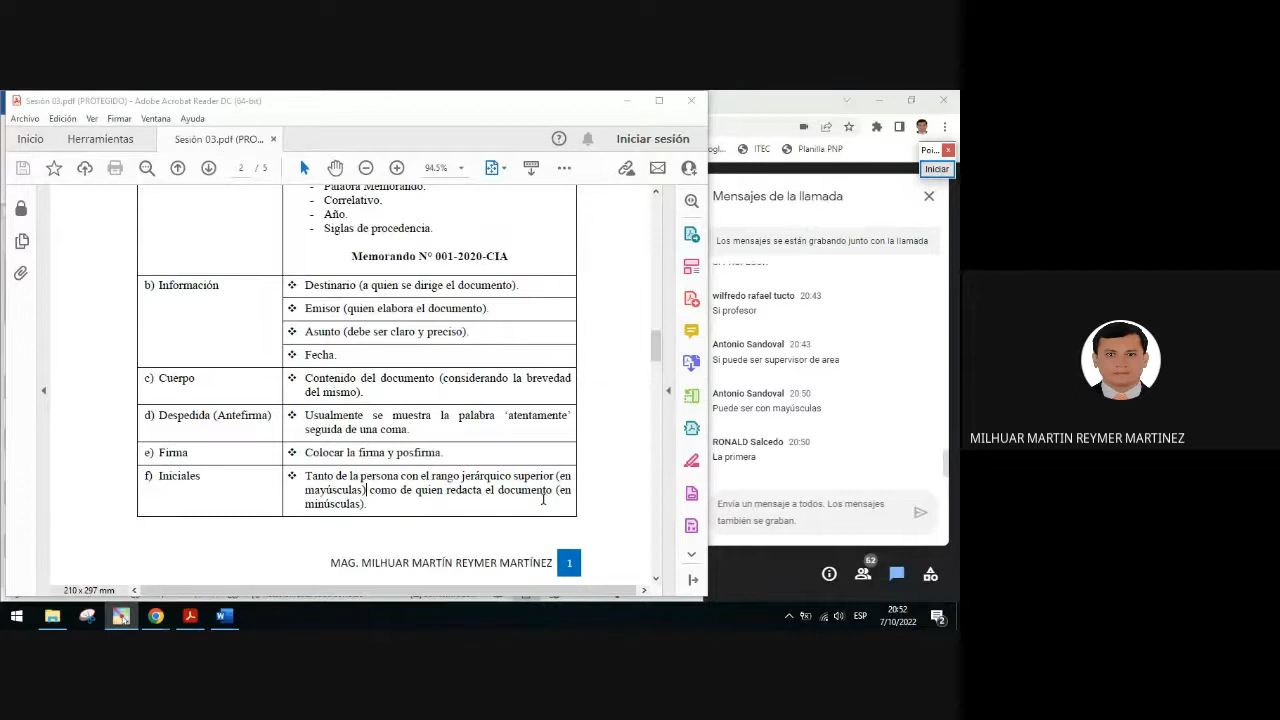 Sesión 03.pdf (PROTEGIDO) - Adobe Acrobat Reader DC (64-bit)
Archivo Edición Ver Firmar Ventana Ayuda
Inicio Herramientas Sesión 03.pdf (PRO... × Iniciar sesión
2 / 5 94.5%
- Palabra Memorando.
- Correlativo.
- Año.
- Siglas de procedencia.
Memorando N° 001-2020-CIA
b) Información
❖ Destinario (a quien se dirige el documento).
❖ Emisor (quien elabora el documento).
❖ Asunto (debe ser claro y preciso).
❖ Fecha.
c) Cuerpo
❖ Contenido del documento (considerando la brevedad
del mismo).
d) Despedida (Antefirma)
❖ Usualmente se muestra la palabra ‘atentamente’
seguida de una coma.
e) Firma
❖ Colocar la firma y posfirma.
f) Iniciales
❖ Tanto de la persona con el rango jerárquico superior (en
mayúsculas) como de quien redacta el documento (en
minúsculas).
MAG. MILHUAR MARTÍN REYMER MARTÍNEZ 1
210 x 297 mm
ITEC Planilla PNP
Poi...
Iniciar
Mensajes de la llamada
Los mensajes se están grabando junto con la llamada
wilfredo rafael tucto 20:43
Si profesor
Antonio Sandoval 20:43
Si puede ser supervisor de area
Antonio Sandoval 20:50
Puede ser con mayúsculas
RONALD Salcedo 20:50
La primera
Envía un mensaje a todos. Los mensajes
también se graban.
62
ESP
20:52
7/10/2022
2
MILHUAR MARTIN REYMER MARTINEZ